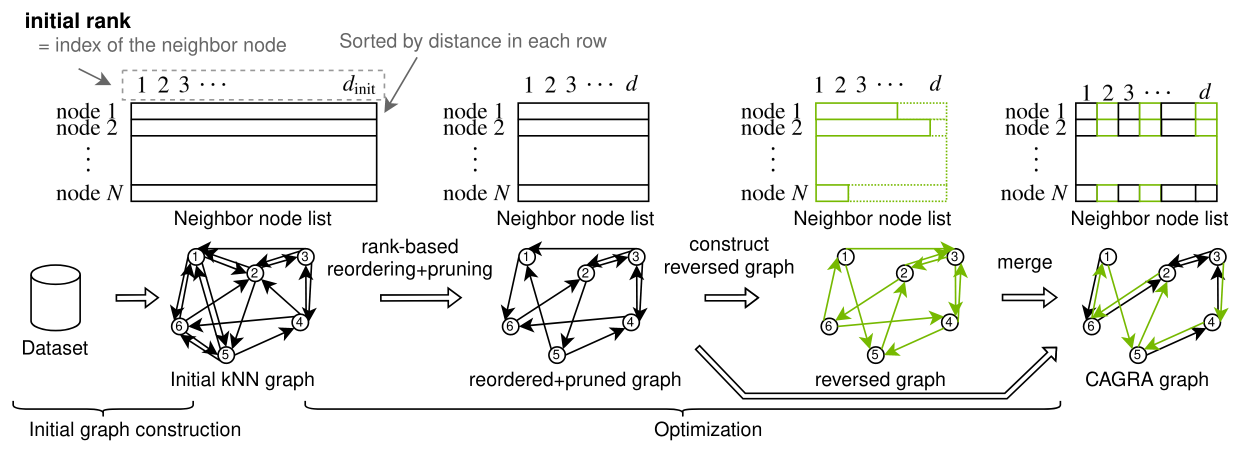 initial rank
= index of the neighbor node
Sorted by distance in each row
1 2 3 ··· d_init
node 1
node 2
⋮
node N
Neighbor node list
1 2 3 ··· d
node 1
node 2
⋮
node N
Neighbor node list
1 2 3 ··· d
node 1
node 2
⋮
node N
Neighbor node list
1 2 3 ··· d
node 1
node 2
⋮
node N
Neighbor node list
Dataset
1
2
3
4
5
6
Initial kNN graph
rank-based
reordering+pruning
1
2
3
4
5
6
reordered+pruned graph
construct
reversed graph
1
2
3
4
5
6
reversed graph
merge
1
2
3
4
5
6
CAGRA graph
Initial graph construction
Optimization